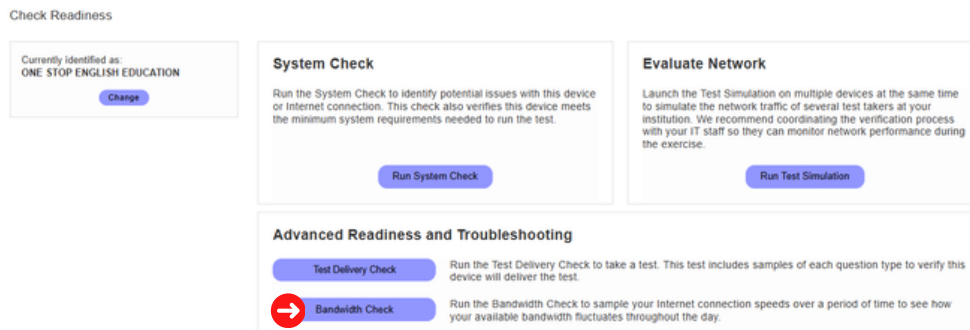 Check Readiness
Currently identified as:
ONE STOP ENGLISH EDUCATION
Change
System Check
Run the System Check to identify potential issues with this device
or Internet connection. This check also verifies this device meets
the minimum system requirements needed to run the test.
Run System Check
Evaluate Network
Launch the Test Simulation on multiple devices at the same time
to simulate the network traffic of several test takers at your
institution. We recommend coordinating the verification process
with your IT staff so they can monitor network performance during
the exercise.
Run Test Simulation
Advanced Readiness and Troubleshooting
Test Delivery Check
Run the Test Delivery Check to take a test. This test includes samples of each question type to verify this
device will deliver the test.
Bandwidth Check
Run the Bandwidth Check to sample your Internet connection speeds over a period of time to see how
your available bandwidth fluctuates throughout the day.